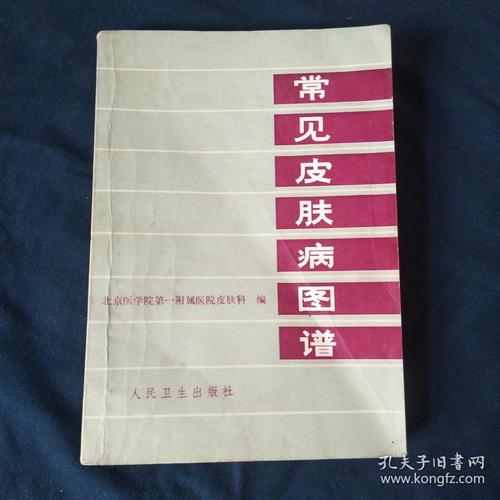 常见皮肤病图谱
北京医学院第一附属医院皮肤科 编
人民卫生出版社
孔夫子旧书网
www.kongfz.com